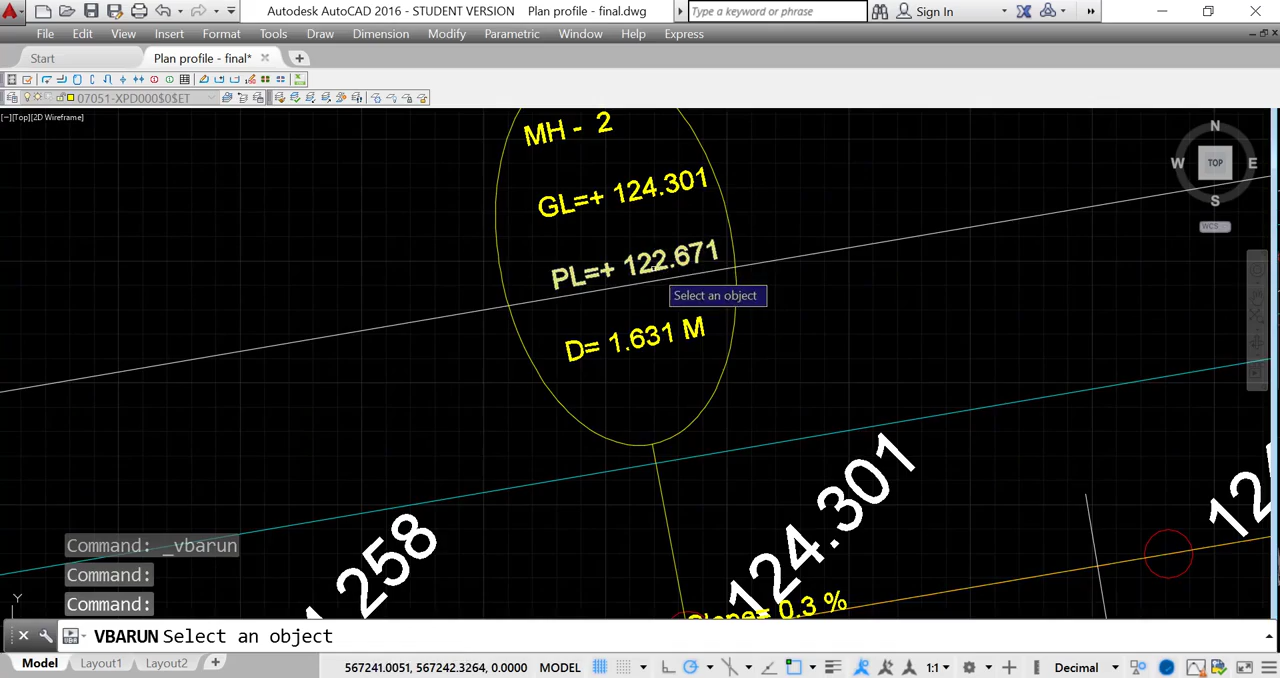 Autodesk AutoCAD 2016 - STUDENT VERSION Plan profile - final.dwg Type a keyword or phrase Sign In
File Edit View Insert Format Tools Draw Dimension Modify Parametric Window Help Express
Start Plan profile - final*
07051-XPD000$0$ET
[−][Top][2D Wireframe]
N
W TOP E
S
WCS
MH - 2
GL=+ 124.301
PL=+ 122.671
Select an object
D= 1.631 M
124.301
.258
Slope= 0.3 %
Command: _vbarun
Command:
Command:
Y
VBARUN Select an object
Model Layout1 Layout2 567241.0051, 567242.3264, 0.0000 MODEL 1:1 Decimal